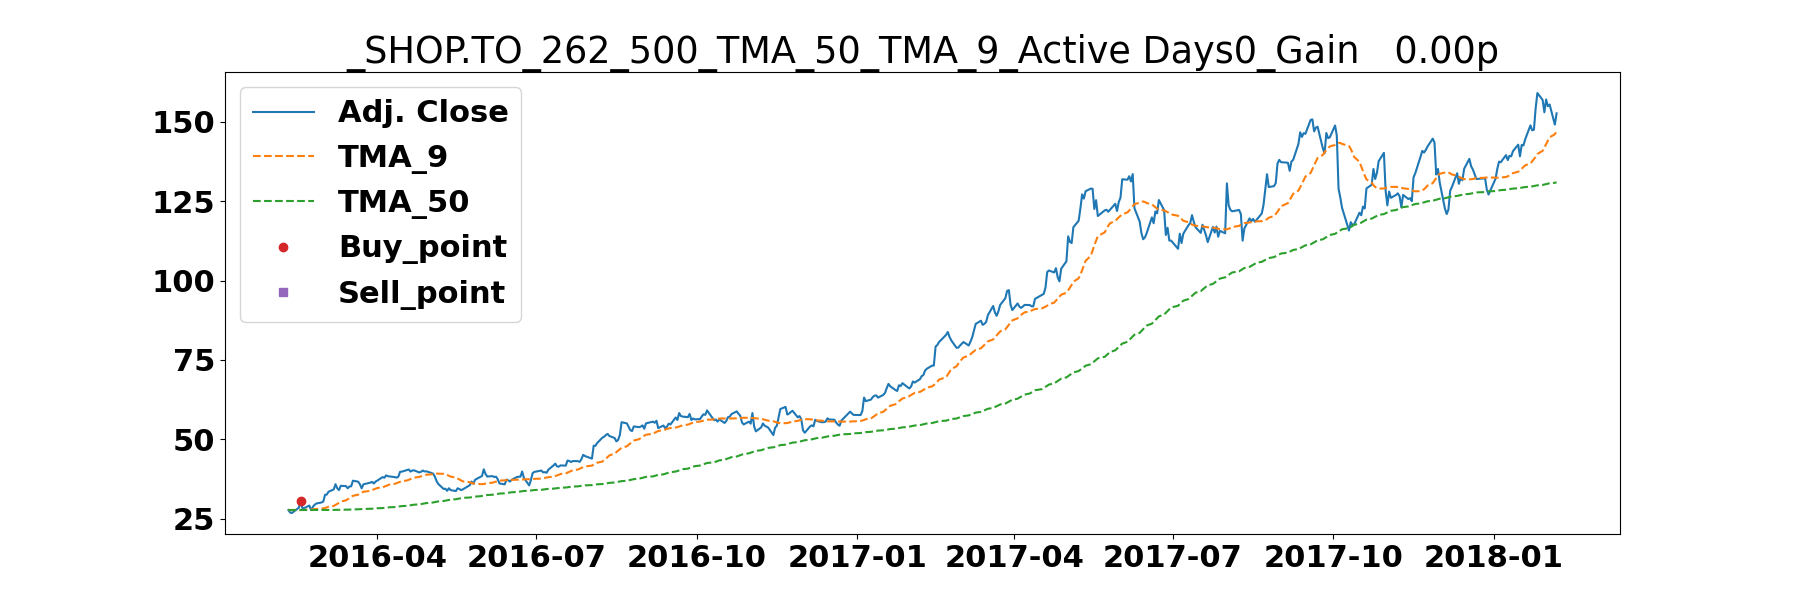 _SHOP.TO_262_500_TMA_50_TMA_9_Active Days0_Gain   0.00p
Adj. Close
TMA_9
TMA_50
Buy_point
Sell_point
150
125
100
75
50
25
2016-04 2016-07 2016-10 2017-01 2017-04 2017-07 2017-10 2018-01